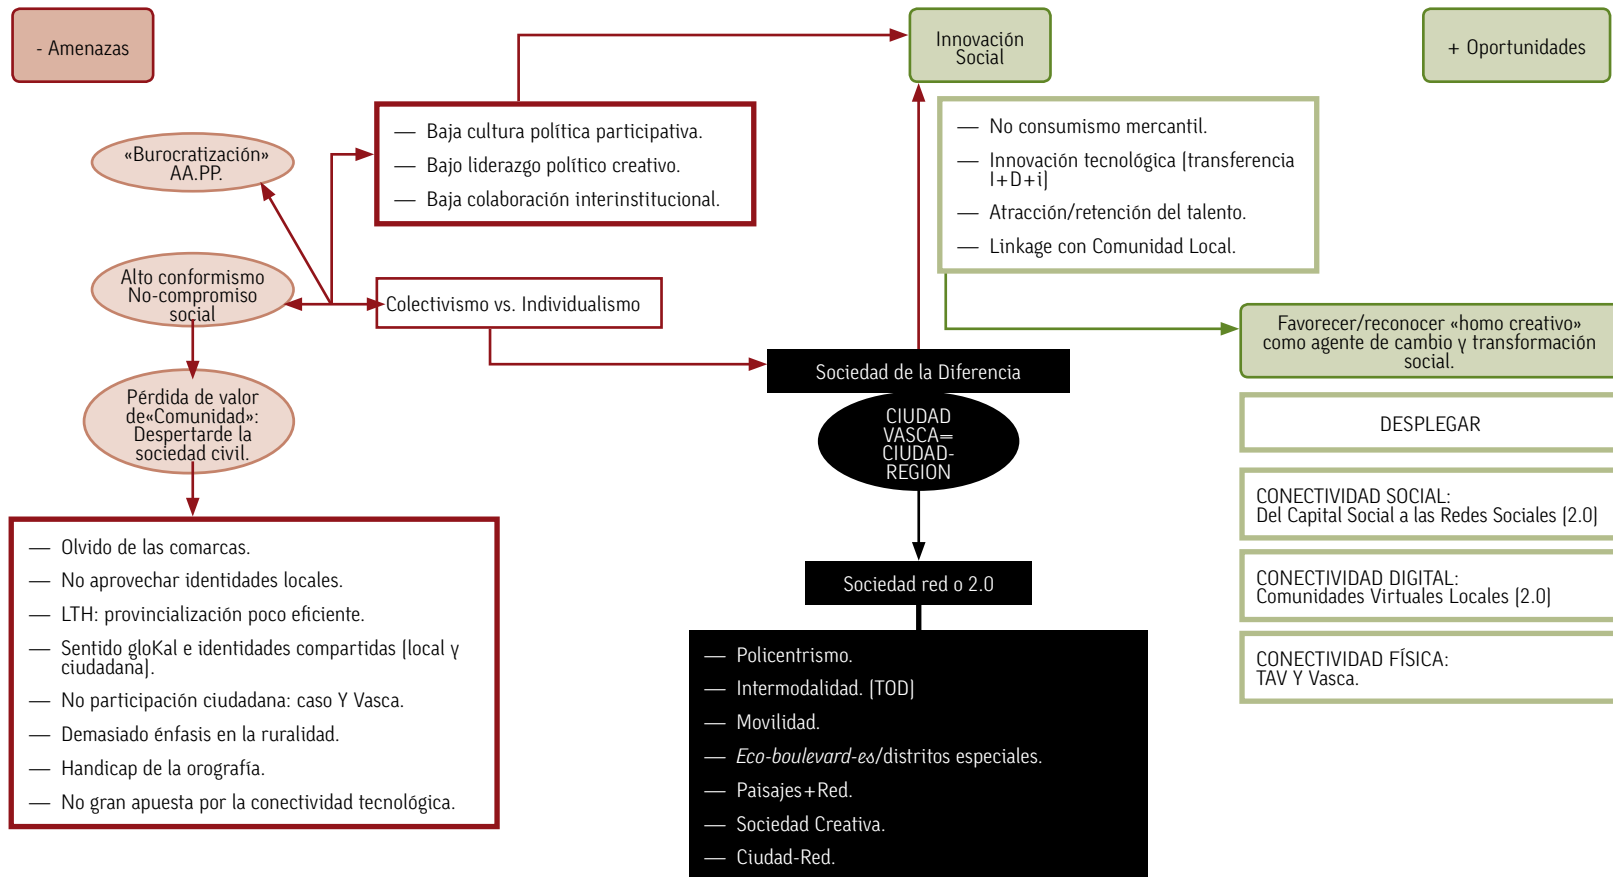 - Amenazas
Innovación
Social
+ Oportunidades
— Baja cultura política participativa.
— Bajo liderazgo político creativo.
— Baja colaboración interinstitucional.
— No consumismo mercantil.
— Innovación tecnológica (transferencia
I+D+i)
— Atracción/retención del talento.
— Linkage con Comunidad Local.
«Burocratización»
AA.PP.
Alto conformismo
No-compromiso
social
Colectivismo vs. Individualismo
Favorecer/reconocer «homo creativo»
como agente de cambio y transformación
social.
Sociedad de la Diferencia
Pérdida de valor
de«Comunidad»:
Despertarde la
sociedad civil.
CIUDAD
VASCA=
CIUDAD-
REGION
DESPLEGAR
CONECTIVIDAD SOCIAL:
Del Capital Social a las Redes Sociales (2.0)
CONECTIVIDAD DIGITAL:
Comunidades Virtuales Locales (2.0)
CONECTIVIDAD FÍSICA:
TAV Y Vasca.
— Olvido de las comarcas.
— No aprovechar identidades locales.
— LTH: provincialización poco eficiente.
— Sentido gloKal e identidades compartidas (local y
ciudadana).
— No participación ciudadana: caso Y Vasca.
— Demasiado énfasis en la ruralidad.
— Handicap de la orografía.
— No gran apuesta por la conectividad tecnológica.
Sociedad red o 2.0
— Policentrismo.
— Intermodalidad. (TOD)
— Movilidad.
— Eco-boulevard-es/distritos especiales.
— Paisajes+Red.
— Sociedad Creativa.
— Ciudad-Red.